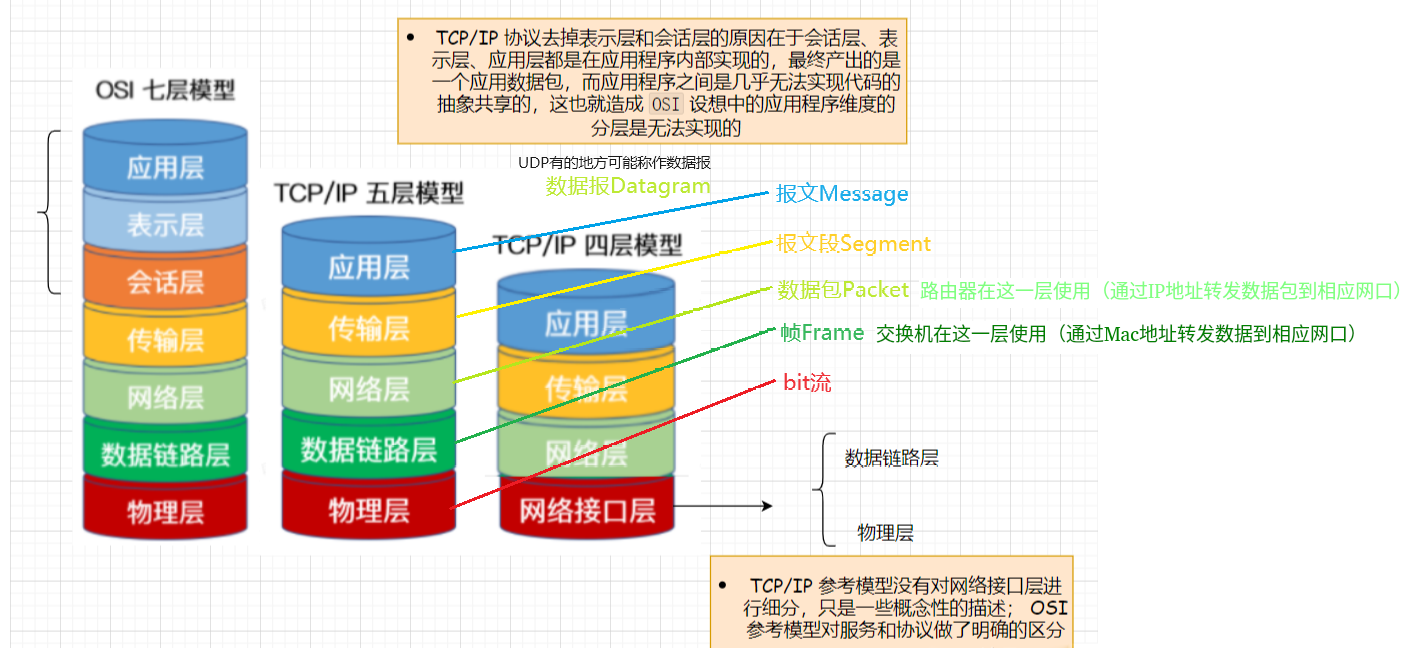 TCP/IP 协议去掉表示层和会话层的原因在于会话层、表
示层、应用层都是在应用程序内部实现的，最终产出的是
一个应用数据包，而应用程序之间是几乎无法实现代码的
抽象共享的，这也就造成 OSI 设想中的应用程序维度的
分层是无法实现的
OSI 七层模型
应用层
表示层
会话层
传输层
网络层
数据链路层
物理层
TCP/IP 五层模型
应用层
传输层
网络层
数据链路层
物理层
UDP有的地方可能称作数据报
数据报Datagram
TCP/IP 四层模型
应用层
传输层
网络层
网络接口层
报文Message
报文段Segment
数据包Packet 路由器在这一层使用（通过IP地址转发数据包到相应网口）
帧Frame 交换机在这一层使用（通过Mac地址转发数据到相应网口）
bit流
数据链路层
物理层
TCP/IP 参考模型没有对网络接口层进
行细分，只是一些概念性的描述； OSI
参考模型对服务和协议做了明确的区分